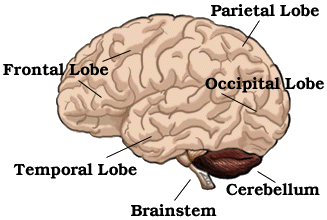 Parietal Lobe
Frontal Lobe
Occipital Lobe
Temporal Lobe
Cerebellum
Brainstem